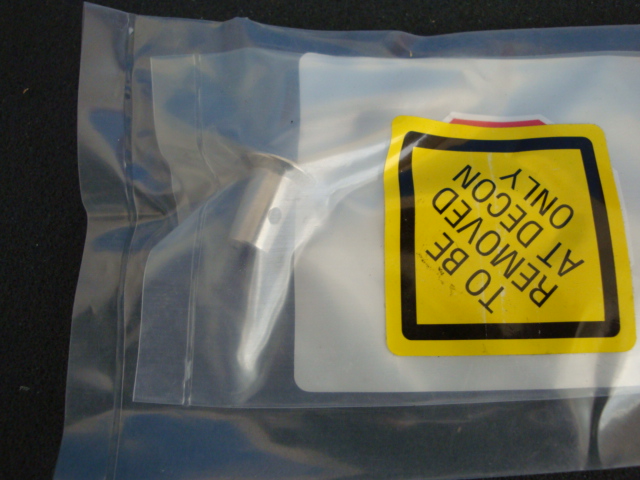 TO BE
REMOVED
AT DECON
ONLY